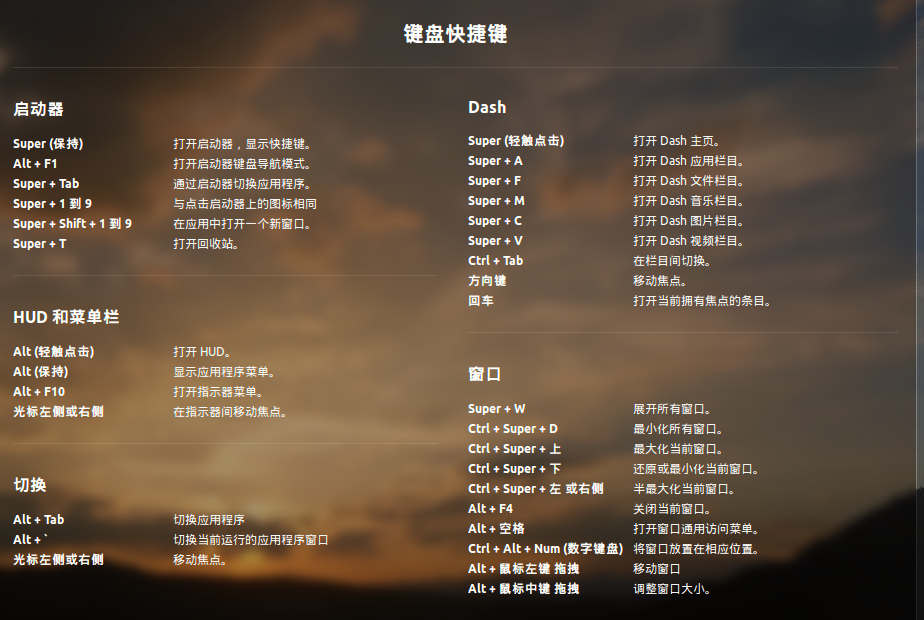 键盘快捷键
启动器
Super (保持) 打开启动器，显示快捷键。
Alt + F1 打开启动器键盘导航模式。
Super + Tab 通过启动器切换应用程序。
Super + 1 到 9 与点击启动器上的图标相同
Super + Shift + 1 到 9 在应用中打开一个新窗口。
Super + T 打开回收站。
HUD 和菜单栏
Alt (轻触点击) 打开 HUD。
Alt (保持) 显示应用程序菜单。
Alt + F10 打开指示器菜单。
光标左侧或右侧 在指示器间移动焦点。
切换
Alt + Tab 切换应用程序
Alt + ` 切换当前运行的应用程序窗口
光标左侧或右侧 移动焦点。
Dash
Super (轻触点击) 打开 Dash 主页。
Super + A 打开 Dash 应用栏目。
Super + F 打开 Dash 文件栏目。
Super + M 打开 Dash 音乐栏目。
Super + C 打开 Dash 图片栏目。
Super + V 打开 Dash 视频栏目。
Ctrl + Tab 在栏目间切换。
方向键 移动焦点。
回车 打开当前拥有焦点的条目。
窗口
Super + W 展开所有窗口。
Ctrl + Super + D 最小化所有窗口。
Ctrl + Super + 上 最大化当前窗口。
Ctrl + Super + 下 还原或最小化当前窗口。
Ctrl + Super + 左 或右侧 半最大化当前窗口。
Alt + F4 关闭当前窗口。
Alt + 空格 打开窗口通用访问菜单。
Ctrl + Alt + Num (数字键盘) 将窗口放置在相应位置。
Alt + 鼠标左键 拖拽 移动窗口
Alt + 鼠标中键 拖拽 调整窗口大小。